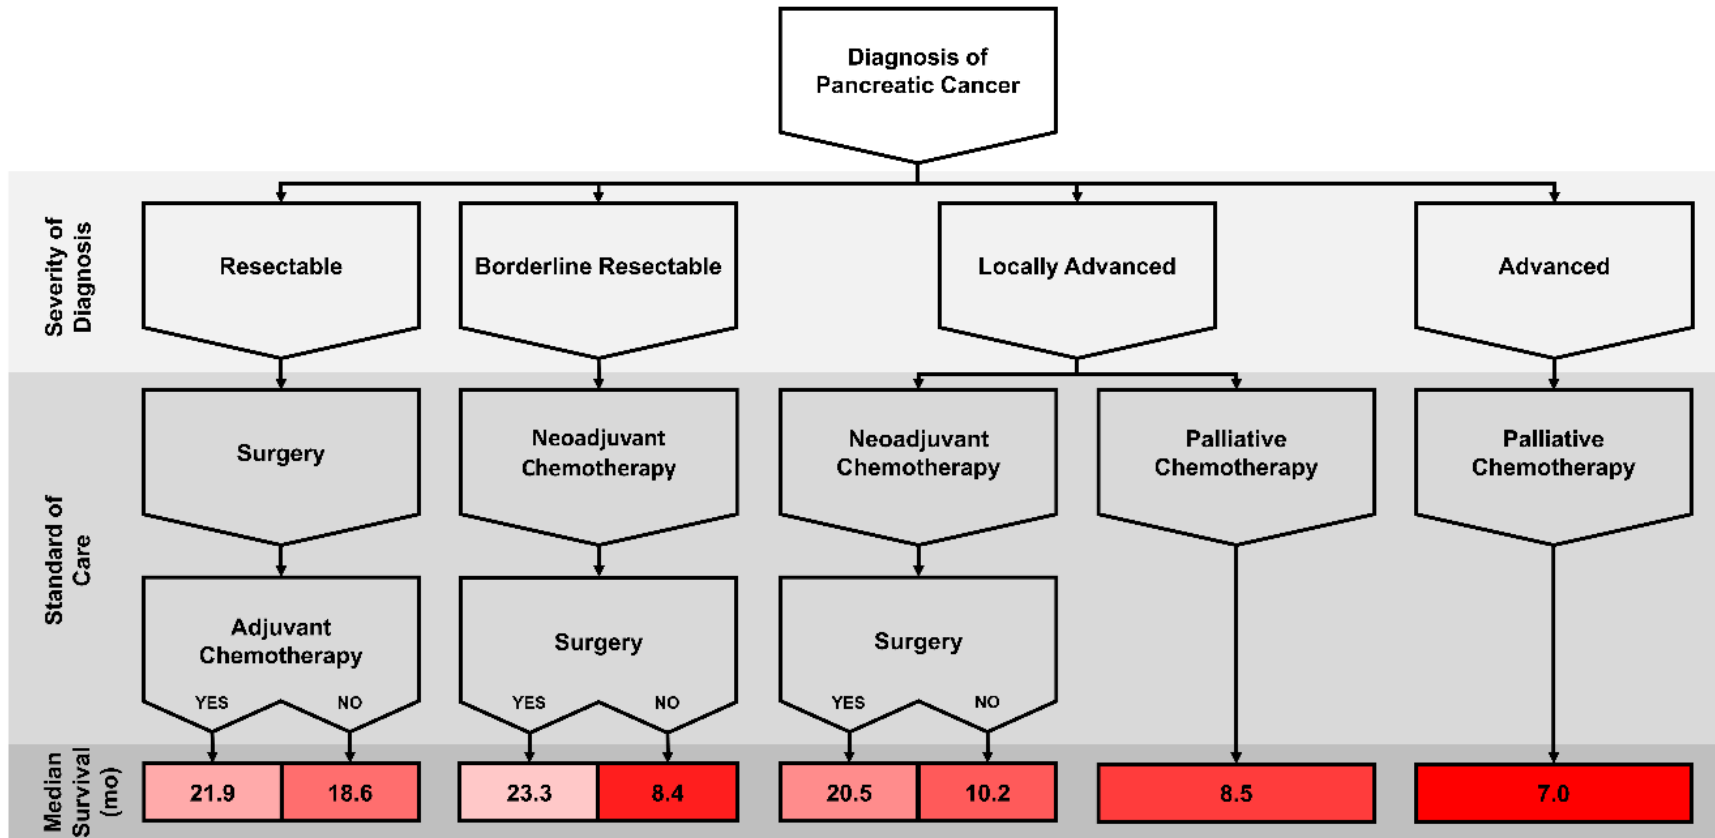 Diagnosis of
Pancreatic Cancer
Severity of
Diagnosis
Resectable
Borderline Resectable
Locally Advanced
Advanced
Standard of
Care
Surgery
Neoadjuvant
Chemotherapy
Neoadjuvant
Chemotherapy
Palliative
Chemotherapy
Palliative
Chemotherapy
Adjuvant
Chemotherapy
YES
NO
Surgery
YES
NO
Surgery
YES
NO
Median
Survival
(mo)
21.9
18.6
23.3
8.4
20.5
10.2
8.5
7.0